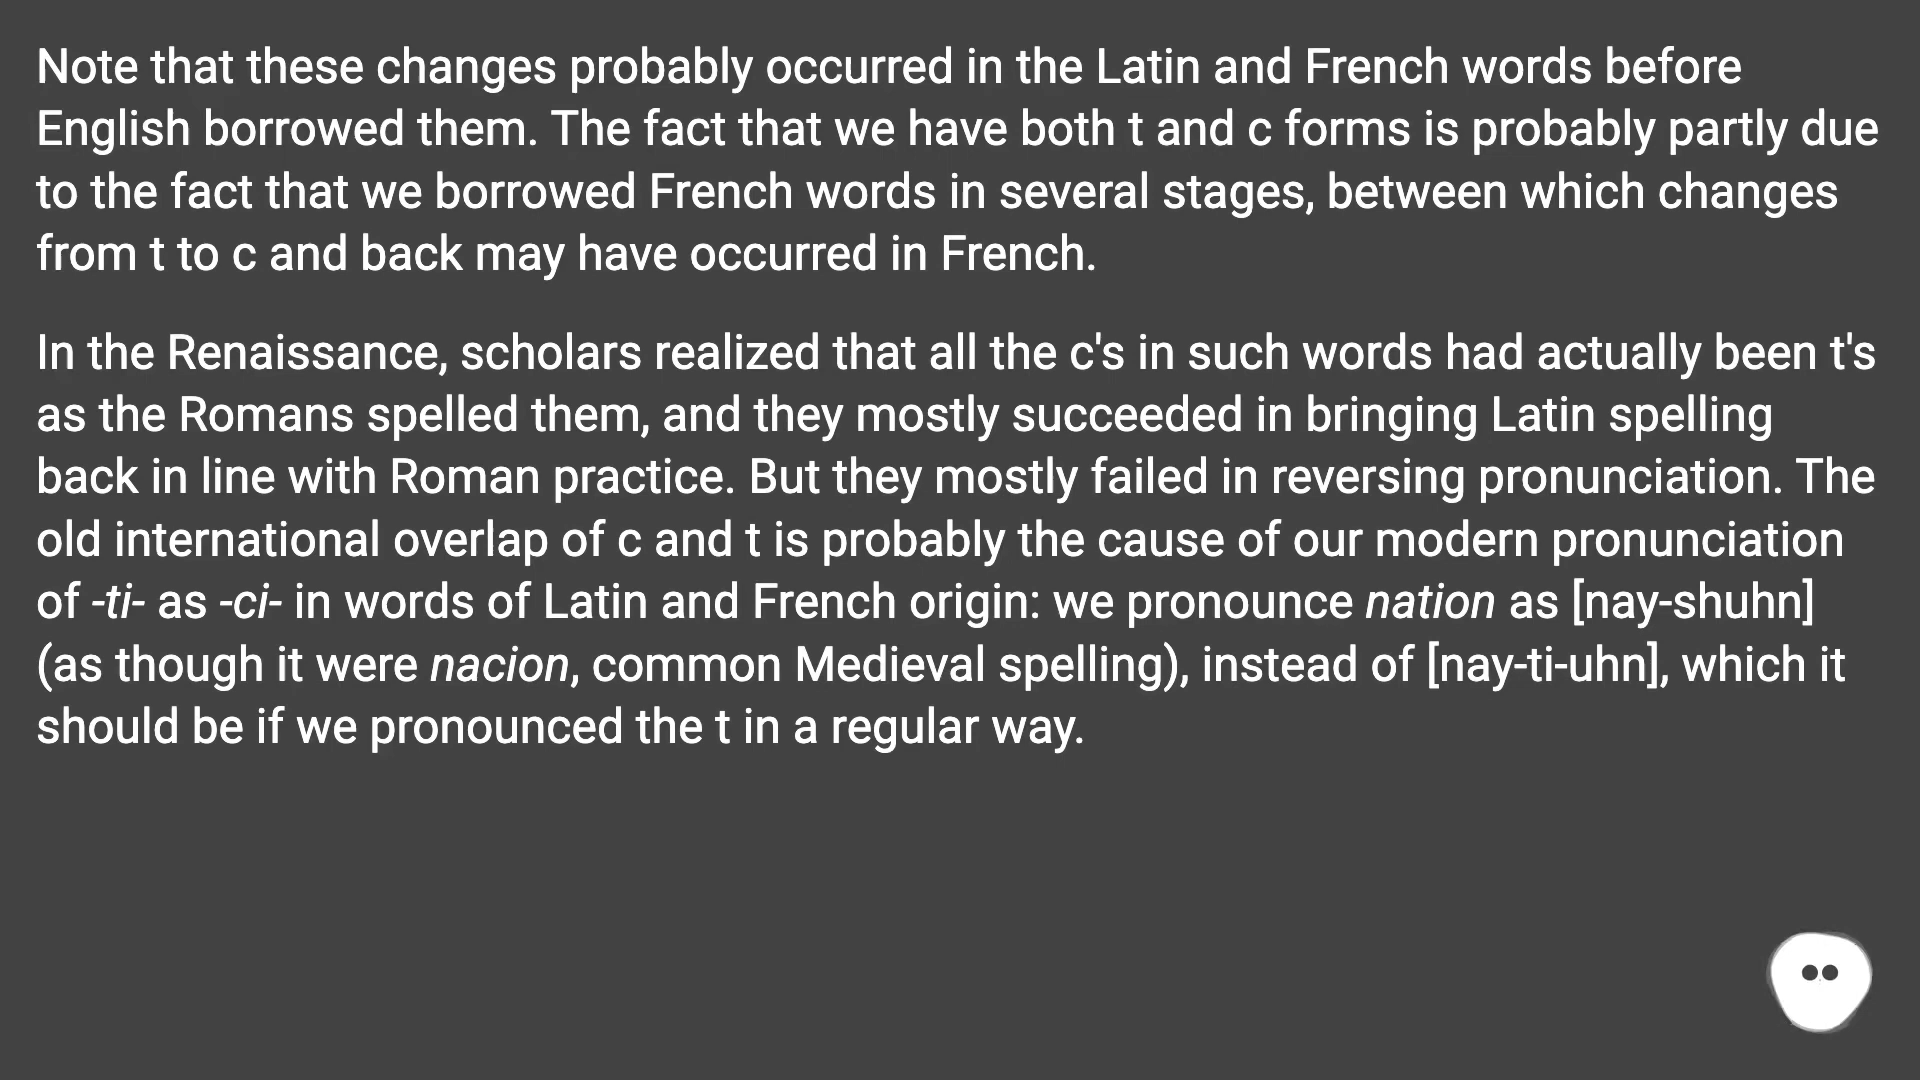 Note that these changes probably occurred in the Latin and French words before
English borrowed them. The fact that we have both t and c forms is probably partly due
to the fact that we borrowed French words in several stages, between which changes
from t to c and back may have occurred in French.
In the Renaissance, scholars realized that all the c's in such words had actually been t's
as the Romans spelled them, and they mostly succeeded in bringing Latin spelling
back in line with Roman practice. But they mostly failed in reversing pronunciation. The
old international overlap of c and t is probably the cause of our modern pronunciation
of -ti- as -ci- in words of Latin and French origin: we pronounce nation as [nay-shuhn]
(as though it were nacion, common Medieval spelling), instead of [nay-ti-uhn], which it
should be if we pronounced the t in a regular way.